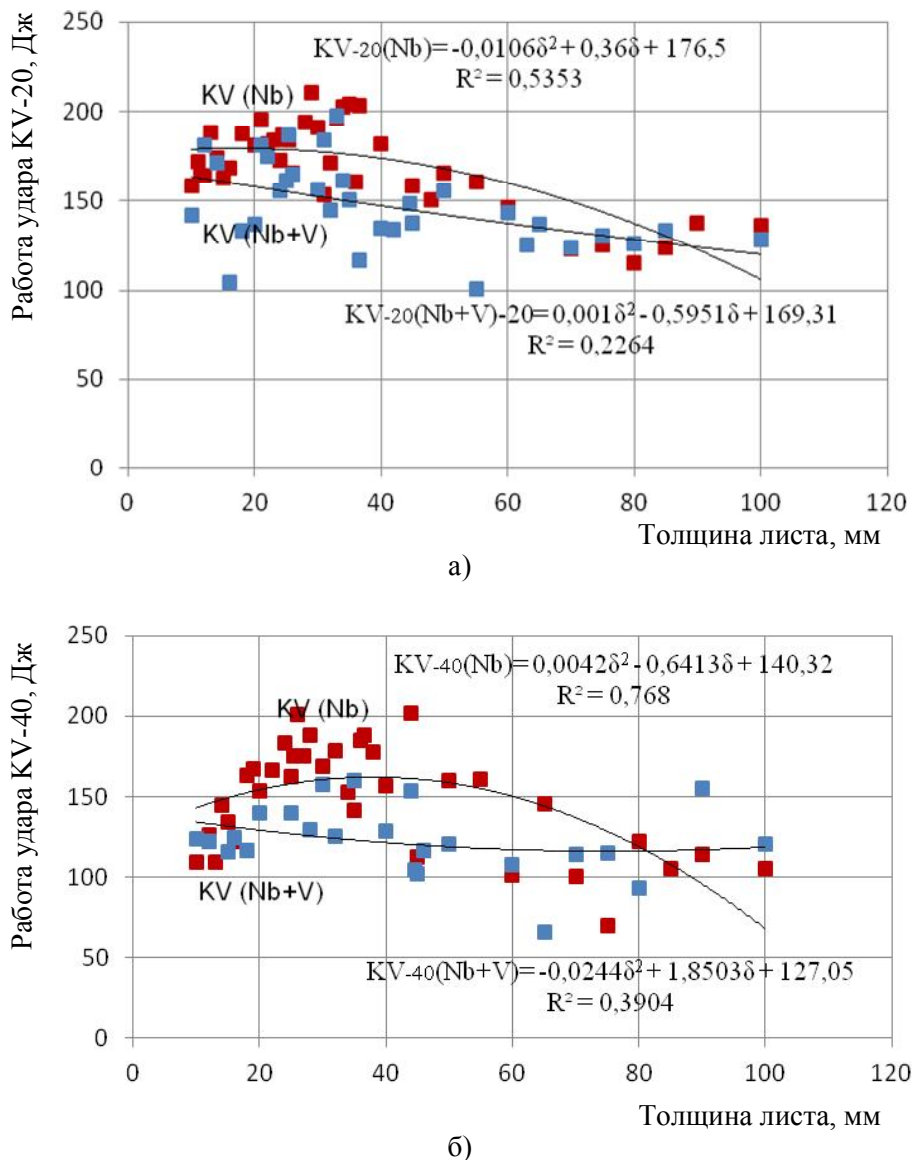 Работа удара KV-20, Дж
250
200
150
100
50
0
KV-20(Nb)=-0,0106δ²+0,36δ+176,5
R²=0,5353
KV (Nb)
KV (Nb+V)
KV-20(Nb+V)-20=0,001δ²-0,5951δ+169,31
R²=0,2264
0 20 40 60 80 100 120
Толщина листа, мм
а)
Работа удара KV-40, Дж
250
200
150
100
50
0
KV-40(Nb)=0,0042δ²-0,6413δ+140,32
R²=0,768
KV (Nb)
KV (Nb+V)
KV-40(Nb+V)=-0,0244δ²+1,8503δ+127,05
R²=0,3904
0 20 40 60 80 100 120
Толщина листа, мм
б)